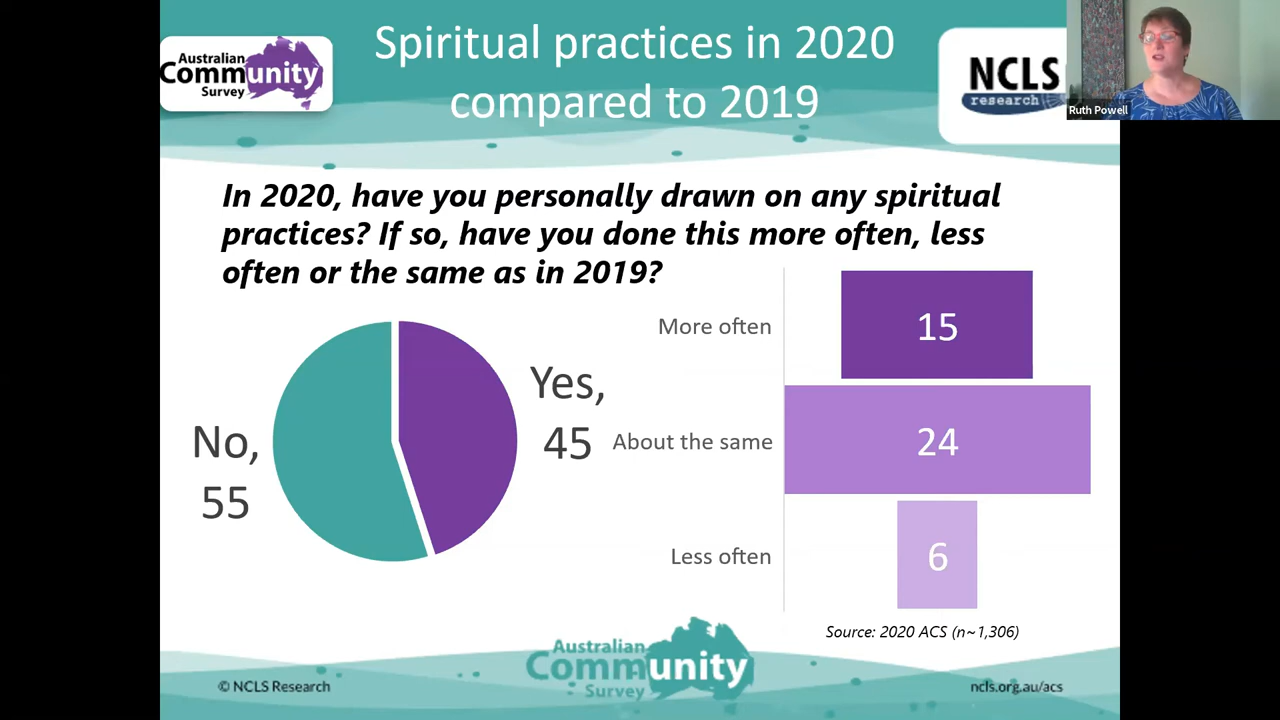 Australian
Community
Survey
Spiritual practices in 2020
compared to 2019
NCLS
research
Ruth Powell
In 2020, have you personally drawn on any spiritual
practices? If so, have you done this more often, less
often or the same as in 2019?
No,
55
Yes,
45
More often
15
About the same
24
Less often
6
Source: 2020 ACS (n~1,306)
Australian
Community
Survey
© NCLS Research
ncls.org.au/acs